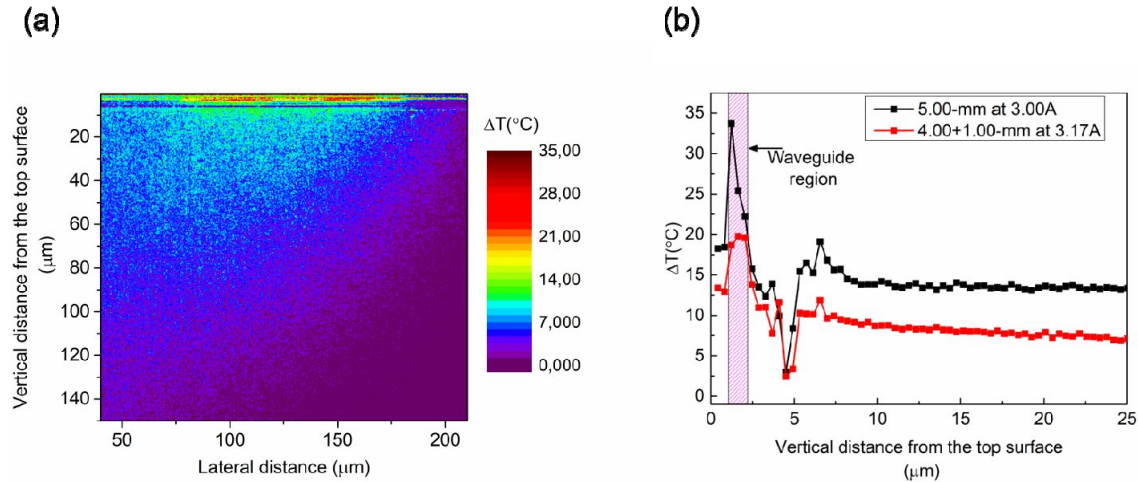 (a)
(b)
Vertical distance from the top surface
(μm)
20
40
60
80
100
120
140
50
100
150
200
Lateral distance (μm)
ΔT(°C)
35,00
28,00
21,00
14,00
7,000
0,000
ΔT(°C)
35
30
25
20
15
10
5
0
0
5
10
15
20
25
5.00-mm at 3.00A
4.00+1.00-mm at 3.17A
Waveguide
region
Vertical distance from the top surface
(μm)